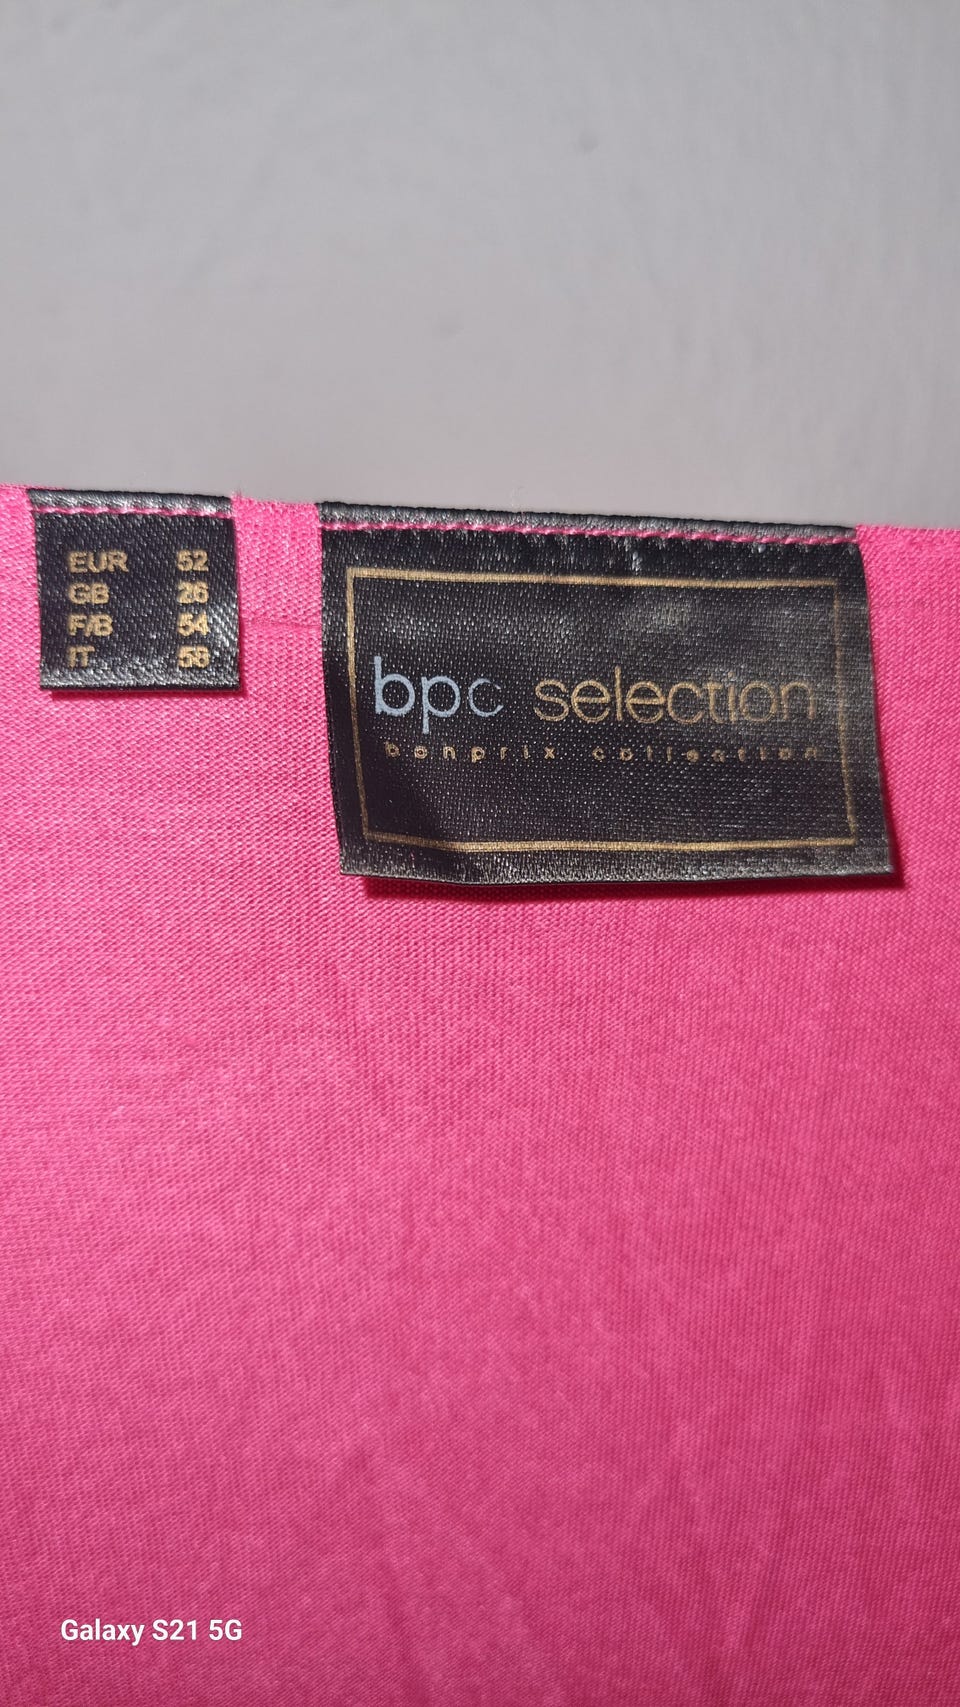 EUR 52
GB 26
F/B 54
IT 58
bpc selection
bonprix collection
Galaxy S21 5G